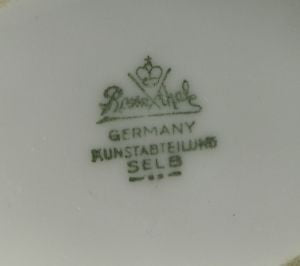 Rosenthal
GERMANY
KUNSTABTEILUNG
SELB